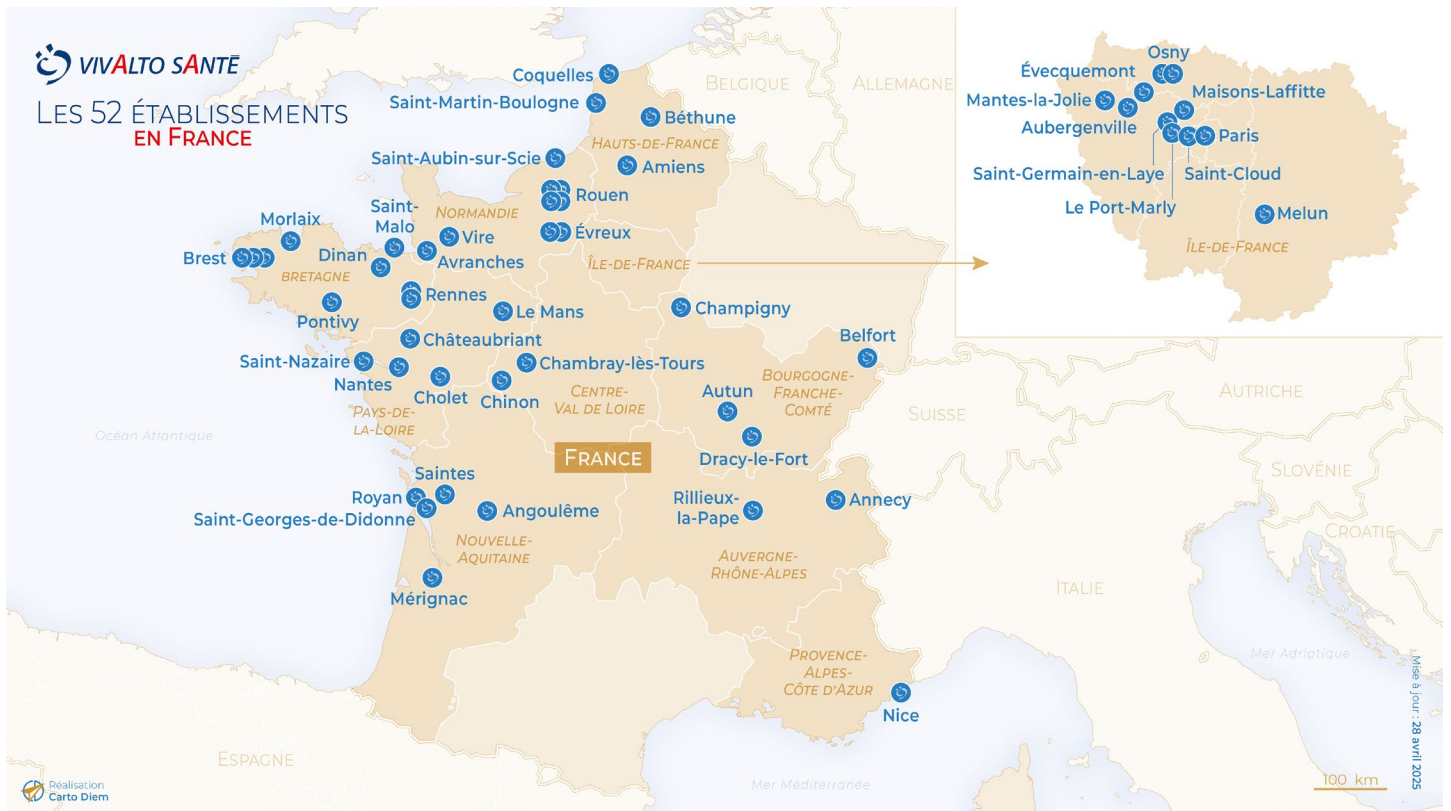 VIVALTO SANTÉ
LES 52 ÉTABLISSEMENTS
EN FRANCE
BELGIQUE
ALLEMAGNE
Coquelles
Saint-Martin-Boulogne
Béthune
HAUTS-DE-FRANCE
Saint-Aubin-sur-Scie
Amiens
Rouen
NORMANDIE
Saint-
Malo
Vire
Évreux
Morlaix
Brest
Dinan
Avranches
BRETAGNE
ÎLE-DE-FRANCE
Rennes
Le Mans
Champigny
Pontivy
Châteaubriant
Belfort
Saint-Nazaire
Chambray-lès-Tours
Nantes
Cholet
Chinon
CENTRE-
VAL DE LOIRE
BOURGOGNE-
FRANCHE-
COMTÉ
Autun
PAYS-DE-
LA-LOIRE
Océan Atlantique
SUISSE
AUTRICHE
FRANCE
Dracy-le-Fort
SLOVÉNIE
Saintes
Royan
Saint-Georges-de-Didonne
Angoulême
Rillieux-
la-Pape
Annecy
CROATIE
NOUVELLE-
AQUITAINE
AUVERGNE-
RHÔNE-ALPES
ITALIE
Mérignac
PROVENCE-
ALPES-
CÔTE D'AZUR
Mer Adriatique
Nice
ESPAGNE
Mer Méditerranée
Osny
Évecquemont
Mantes-la-Jolie
Maisons-Laffitte
Aubergenville
Paris
Saint-Germain-en-Laye
Saint-Cloud
Le Port-Marly
Melun
ÎLE-DE-FRANCE
Réalisation
Carto Diem
100 km
Mise à jour : 28 avril 2025